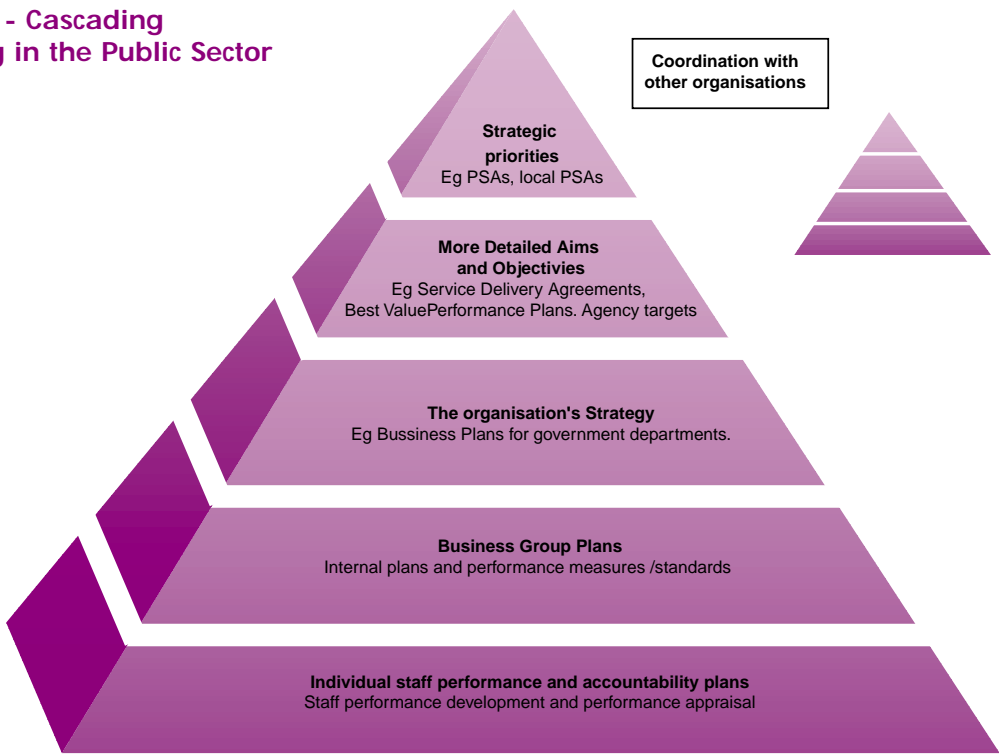 - Cascading
g in the Public Sector
Coordination with
other organisations
Strategic
priorities
Eg PSAs, local PSAs
More Detailed Aims
and Objectivies
Eg Service Delivery Agreements,
Best ValuePerformance Plans. Agency targets
The organisation's Strategy
Eg Bussiness Plans for government departments.
Business Group Plans
Internal plans and performance measures /standards
Individual staff performance and accountability plans
Staff performance development and performance appraisal